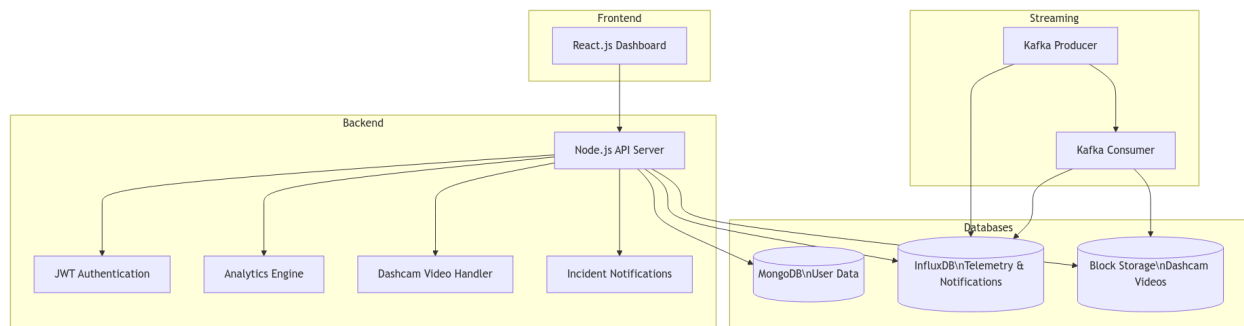 Frontend
React.js Dashboard
Streaming
Kafka Producer
Kafka Consumer
Backend
Node.js API Server
JWT Authentication
Analytics Engine
Dashcam Video Handler
Incident Notifications
Databases
MongoDB\nUser Data
InfluxDB\nTelemetry &
Notifications
Block Storage\nDashcam
Videos